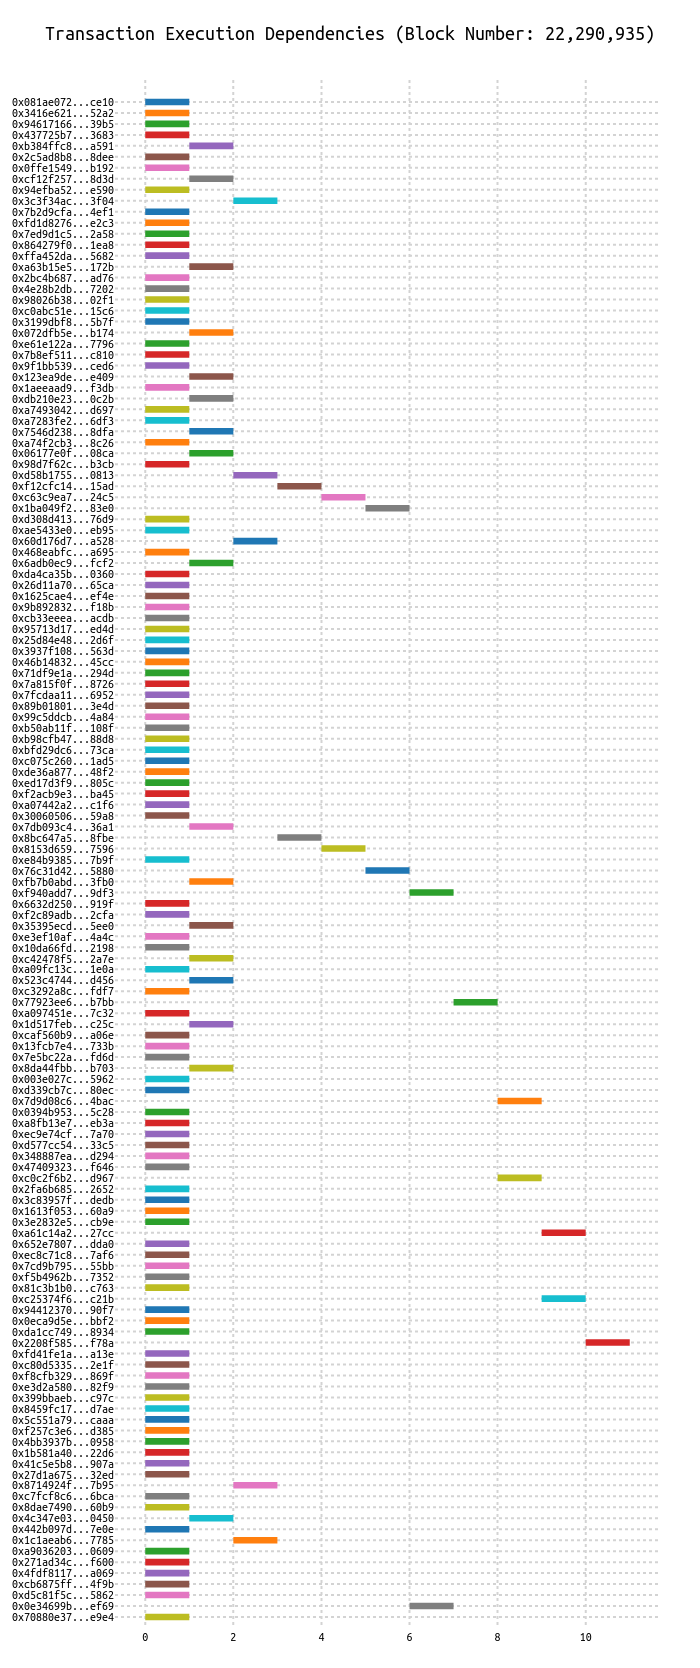 Transaction Execution Dependencies (Block Number: 22,290,935)
0x081ae072...ce10
0x3416e621...52a2
0x94617166...39b5
0x437725b7...3683
0xb384ffc8...a591
0x2c5ad8b8...8dee
0x0ffe1549...b192
0xcf12f257...8d3d
0x94efba52...e590
0x3c3f34ac...3f04
0x7b2d9cfa...4ef1
0xfd1d8276...e2c3
0x7ed9d1c5...2a58
0x864279f0...1ea8
0xffa452da...5682
0xa63b15e5...172b
0x2bc4b687...ad76
0x4e28b2db...7202
0x98026b38...02f1
0xc0abc51e...15c6
0x3199dbf8...5b7f
0x072dfb5e...b174
0xe61e122a...7796
0x7b8ef511...c810
0x9f1bb539...ced6
0x123ea9de...e409
0x1aeeaad9...f3db
0xdb210e23...0c2b
0xa7493042...d697
0xa7283fe2...6df3
0x7546d238...8dfa
0xa74f2cb3...8c26
0x06177e0f...08ca
0x98d7f62c...b3cb
0xd58b1755...0813
0xf12cfc14...15ad
0xc63c9ea7...24c5
0x1ba049f2...83e0
0xd308d413...76d9
0xae5433e0...eb95
0x60d176d7...a528
0x468eabfc...a695
0x6adb0ec9...fcf2
0xda4ca35b...0360
0x26d11a70...65ca
0x1625cae4...ef4e
0x9b892832...f18b
0xcb33eeea...acdb
0x95713d17...ed4d
0x25d84e48...2d6f
0x3937f108...563d
0x46b14832...45cc
0x71df9e1a...294d
0x7a815f0f...8726
0x7fcdaa11...6952
0x89b01801...3e4d
0x99c5ddcb...4a84
0xb50ab11f...108f
0xb98cfb47...88d8
0xbfd29dc6...73ca
0xc075c260...1ad5
0xde36a877...48f2
0xed17d3f9...805c
0xf2acb9e3...ba45
0xa07442a2...c1f6
0x30060506...59a8
0x7db093c4...36a1
0x8bc647a5...8fbe
0x8153d659...7596
0xe84b9385...7b9f
0x76c31d42...5880
0xfb7b0abd...3fb0
0xf940add7...9df3
0x6632d250...919f
0xf2c89adb...2cfa
0x35395ecd...5ee0
0xe3ef10af...4a4c
0x10da66fd...2198
0xc42478f5...2a7e
0xa09fc13c...1e0a
0x523c4744...d456
0xc3292a8c...fdf7
0x77923ee6...b7bb
0xa097451e...7c32
0x1d517feb...c25c
0xcaf560b9...a06e
0x13fcb7e4...733b
0x7e5bc22a...fd6d
0x8da44fbb...b703
0x003e027c...5962
0xd339cb7c...80ec
0x7d9d08c6...4bac
0x0394b953...5c28
0xa8fb13e7...eb3a
0xec9e74cf...7a70
0xd577cc54...33c5
0x348887ea...d294
0x47409323...f646
0xc0c2f6b2...d967
0x2fa6b685...2652
0x3c83957f...dedb
0x1613f053...60a9
0x3e2832e5...cb9e
0xa61c14a2...27cc
0x652e7807...dda0
0xec8c71c8...7af6
0x7cd9b795...55bb
0xf5b4962b...7352
0x81c3b1b0...c763
0xc25374f6...c21b
0x94412370...90f7
0x0eca9d5e...bbf2
0xda1cc749...8934
0x2208f585...f78a
0xfd41fe1a...a13e
0xc80d5335...2e1f
0xf8cfb329...869f
0xe3d2a580...82f9
0x399bbaeb...c97c
0x8459fc17...d7ae
0x5c551a79...caaa
0xf257c3e6...d385
0x4bb3937b...0958
0x1b581a40...22d6
0x41c5e5b8...907a
0x27d1a675...32ed
0x8714924f...7b95
0xc7fcf8c6...6bca
0x8dae7490...60b9
0x4c347e03...0450
0x442b097d...7e0e
0x1c1aeab6...7785
0xa9036203...0609
0x271ad34c...f600
0x4fdf8117...a069
0xcb6875ff...4f9b
0xd5c81f5c...5862
0x0e34699b...ef69
0x70880e37...e9e4
0 2 4 6 8 10